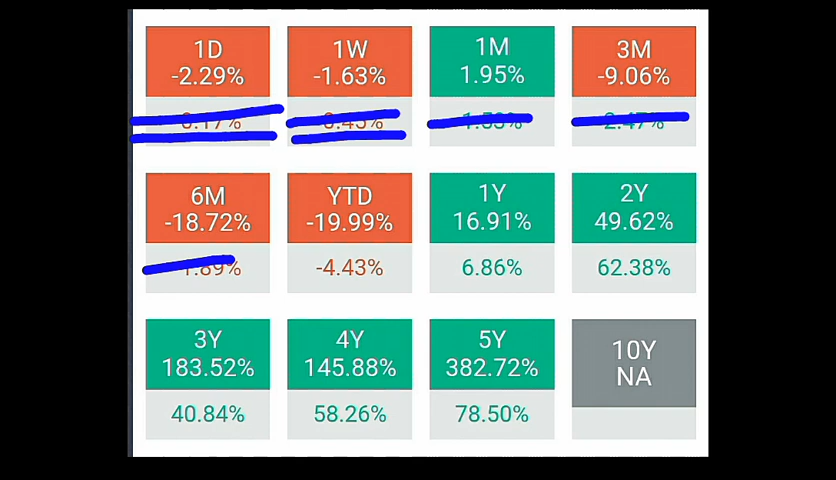 1D 1W 1M 3M
-2.29% -1.63% 1.95% -9.06%
6M YTD 1Y 2Y
-18.72% -19.99% 16.91% 49.62%
-4.43% 6.86% 62.38%
3Y 4Y 5Y 10Y
183.52% 145.88% 382.72% NA
40.84% 58.26% 78.50%